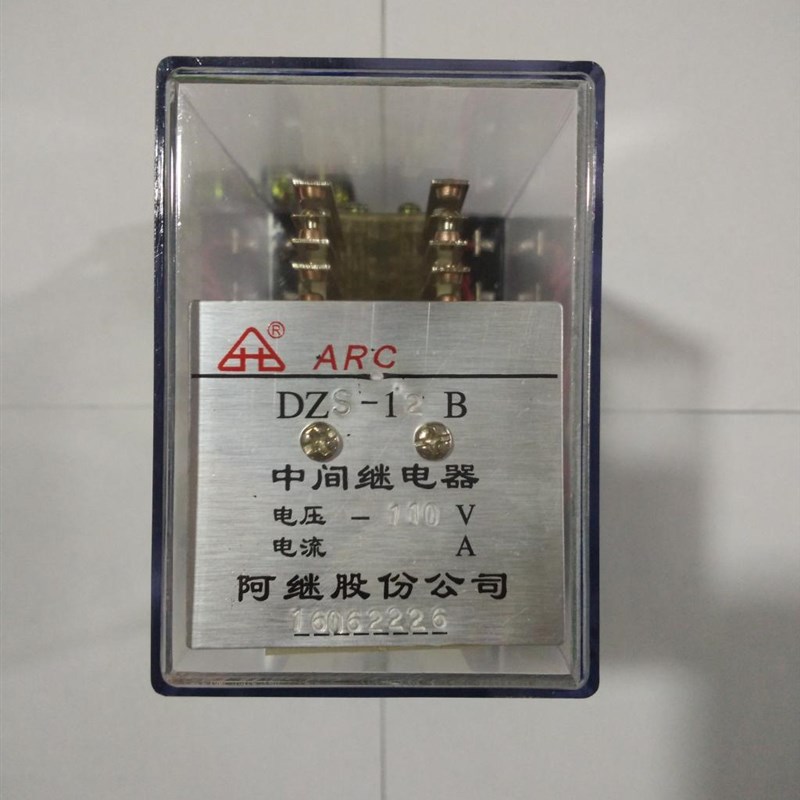 ® ARC
DZS-12 B
中间继电器
电压 - 110 V
电流 A
阿继股份公司
16062226